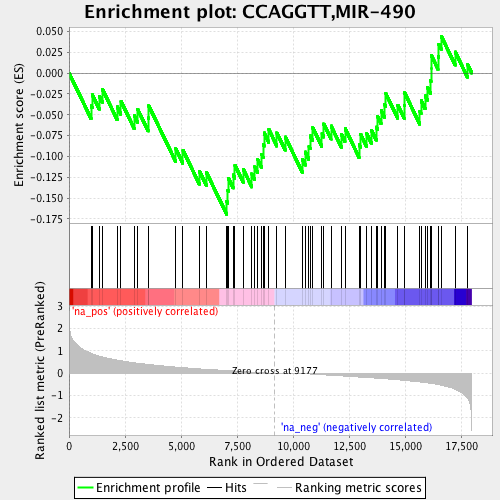 Enrichment plot: CCAGGTT,MIR-490
Enrichment score (ES)
0.050
0.025
0.000
-0.025
-0.050
-0.075
-0.100
-0.125
-0.150
-0.175
'na_pos' (positively correlated)
Ranked list metric (PreRanked)
3
2
1
0
-1
-2
Zero cross at 9177
'na_neg' (negatively correlated)
0
2,500
5,000
7,500
10,000
12,500
15,000
17,500
Rank in Ordered Dataset
Enrichment profile
Hits
Ranking metric scores